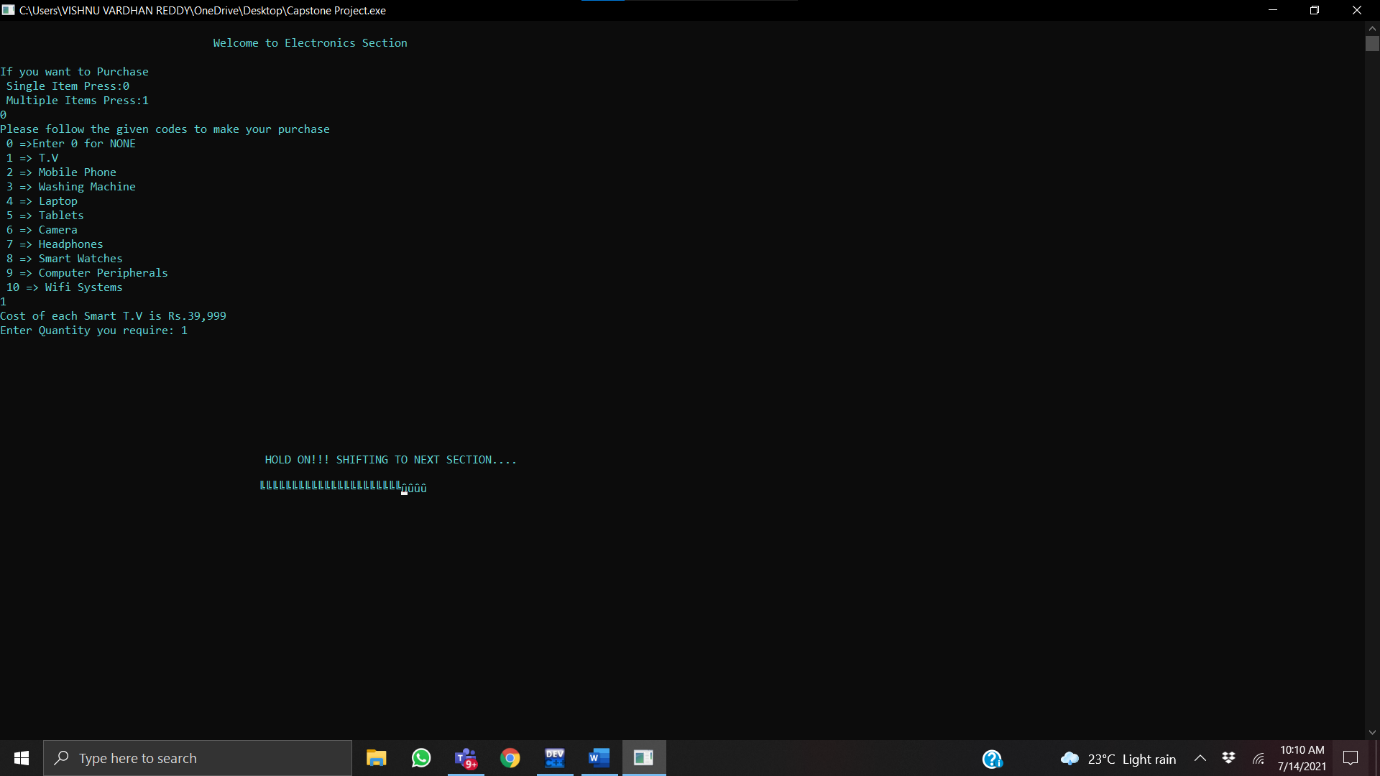 C:\Users\VISHNU VARDHAN REDDY\OneDrive\Desktop\Capstone Project.exe
Welcome to Electronics Section
If you want to Purchase
Single Item Press:0
Multiple Items Press:1
0
Please follow the given codes to make your purchase
0 =>Enter 0 for NONE
1 => T.V
2 => Mobile Phone
3 => Washing Machine
4 => Laptop
5 => Tablets
6 => Camera
7 => Headphones
8 => Smart Watches
9 => Computer Peripherals
10 => Wifi Systems
1
Cost of each Smart T.V is Rs.39,999
Enter Quantity you require: 1
HOLD ON!!! SHIFTING TO NEXT SECTION....
ûûûû
Type here to search
9+
DEV
W
23°C Light rain
10:10 AM
7/14/2021